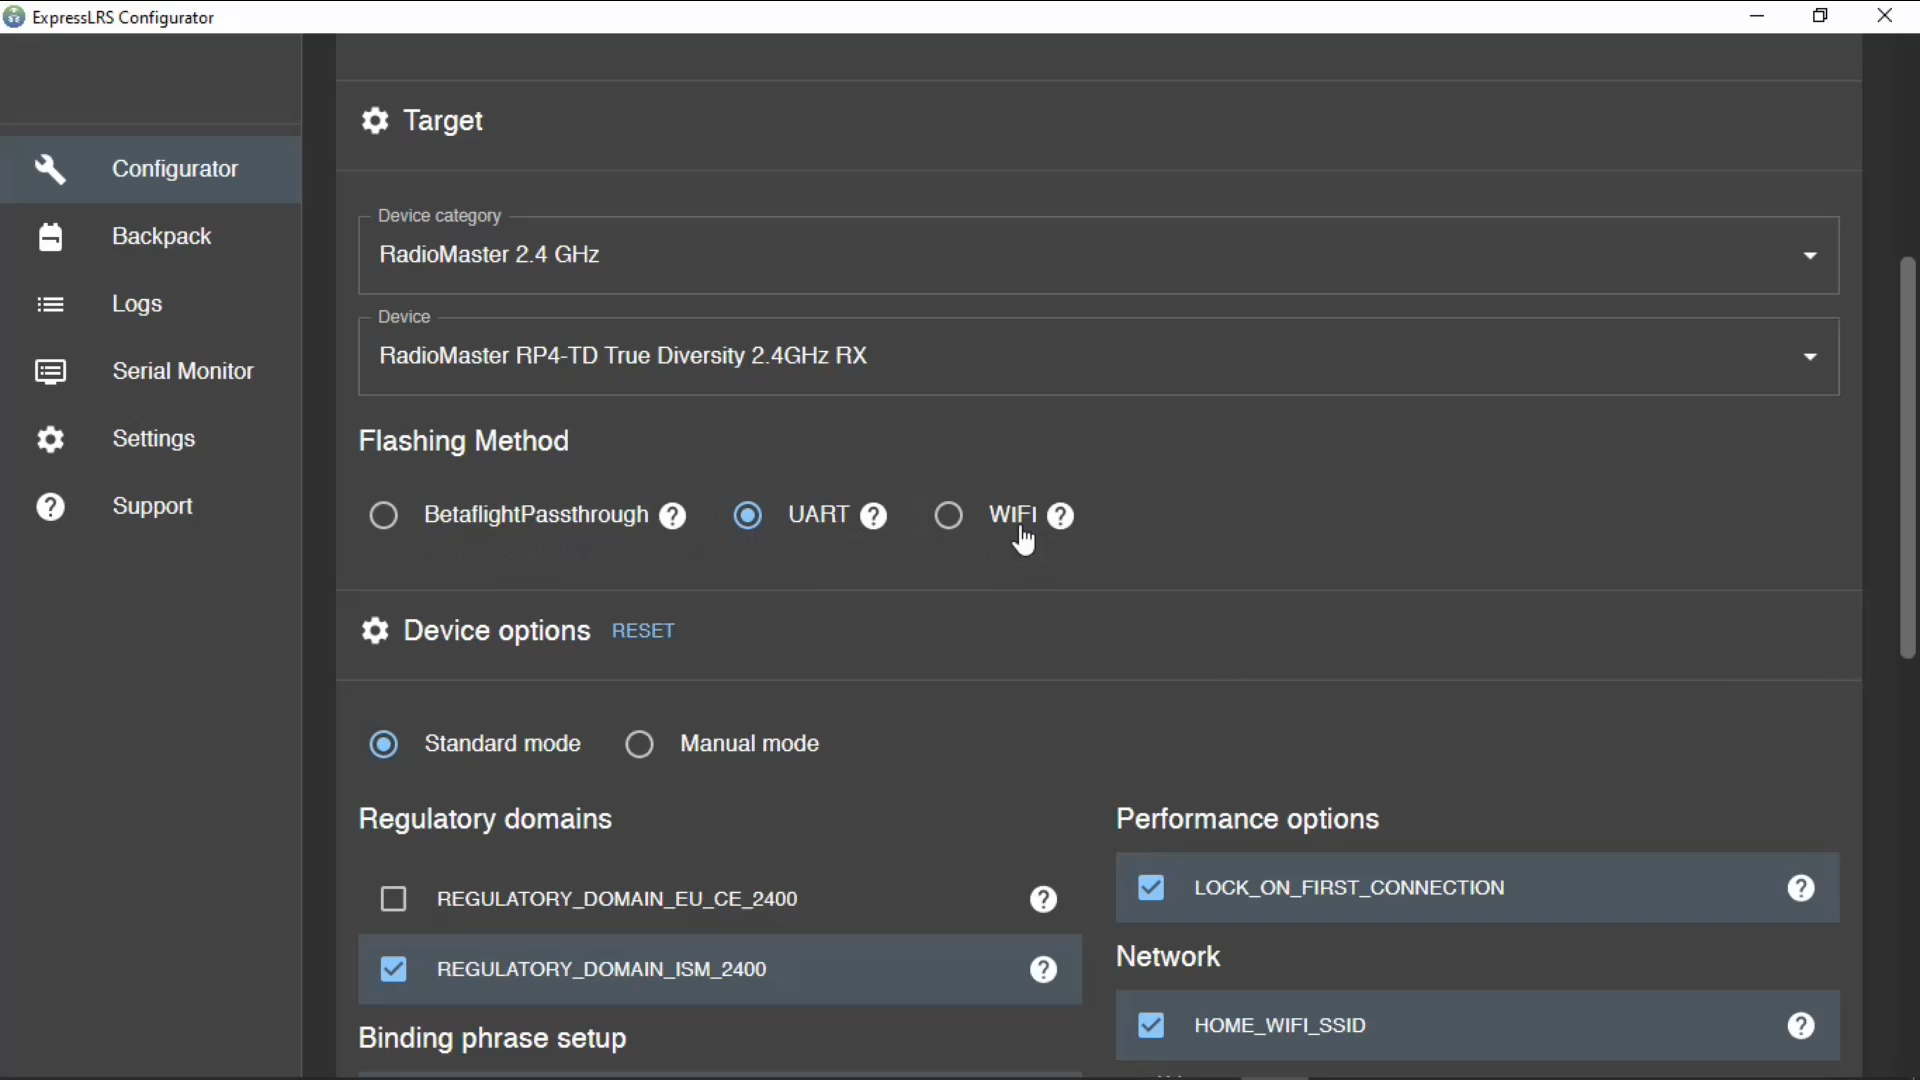 ExpressLRS Configurator
Configurator
Backpack
Logs
Serial Monitor
Settings
Support
Target
Device category
RadioMaster 2.4 GHz
Device
RadioMaster RP4-TD True Diversity 2.4GHz RX
Flashing Method
BetaflightPassthrough ? UART ? WIFI ?
Device options RESET
Standard mode Manual mode
Regulatory domains
REGULATORY_DOMAIN_EU_CE_2400 ?
REGULATORY_DOMAIN_ISM_2400 ?
Binding phrase setup
Performance options
LOCK_ON_FIRST_CONNECTION ?
Network
HOME_WIFI_SSID ?